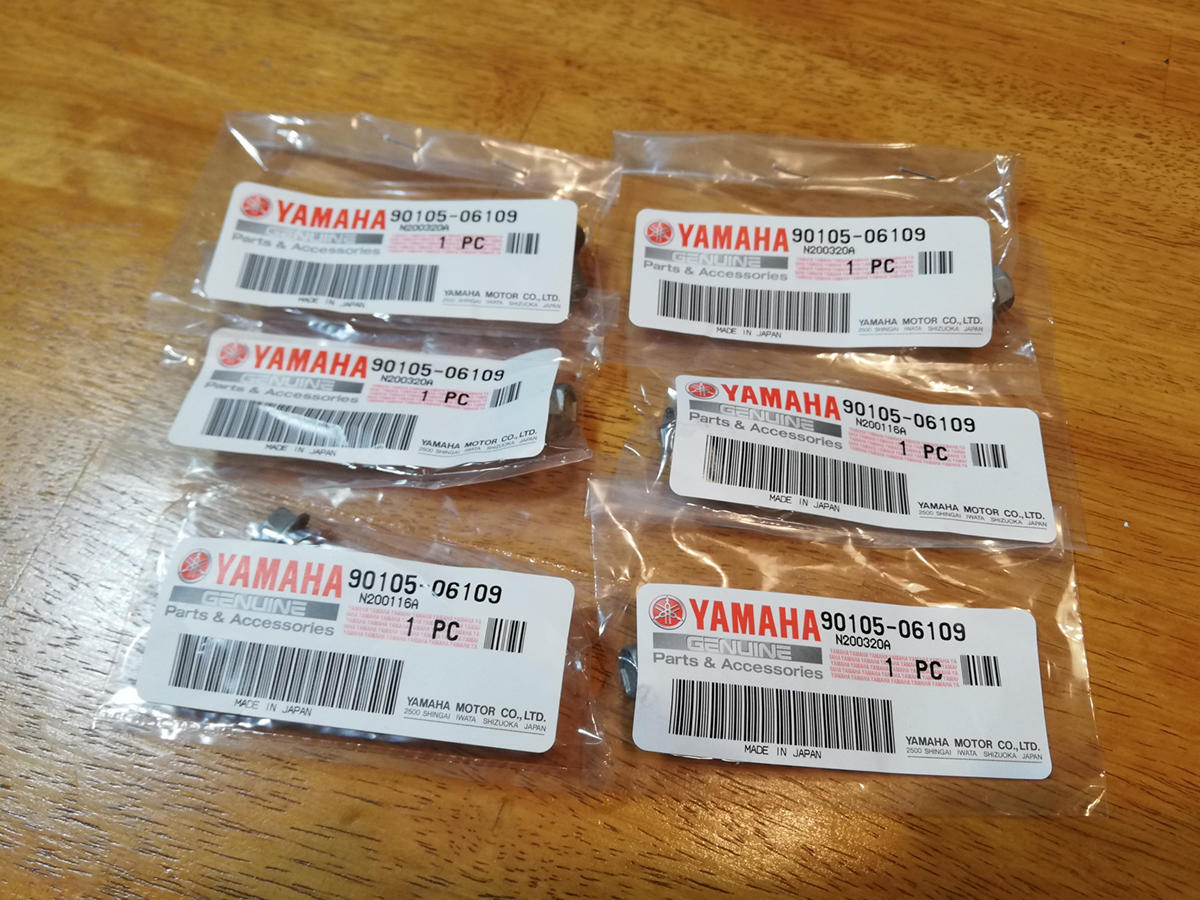 YAMAHA 90105-06109
GENUINE N200320A
Parts & Accessories 1 PC
MADE IN JAPAN
YAMAHA MOTOR CO.,LTD.
2500 SHINGAI IWATA SHIZUOKA JAPAN
YAMAHA 90105-06109
GENUINE N200320A
Parts & Accessories 1 PC
MADE IN JAPAN
YAMAHA MOTOR CO.,LTD.
2500 SHINGAI IWATA SHIZUOKA JAPAN
YAMAHA 90105-06109
GENUINE N200320A
Parts & Accessories 1 PC
MADE IN JAPAN
YAMAHA MOTOR CO.,LTD.
2500 SHINGAI IWATA SHIZUOKA JAPAN
YAMAHA 90105-06109
GENUINE N200116A
Parts & Accessories 1 PC
MADE IN JAPAN
YAMAHA MOTOR CO.,LTD.
2500 SHINGAI IWATA SHIZUOKA JAPAN
YAMAHA 90105-06109
GENUINE N200116A
Parts & Accessories 1 PC
MADE IN JAPAN
YAMAHA MOTOR CO.,LTD.
2500 SHINGAI IWATA SHIZUOKA JAPAN
YAMAHA 90105-06109
GENUINE N200320A
Parts & Accessories 1 PC
MADE IN JAPAN
YAMAHA MOTOR CO.,LTD.
2500 SHINGAI IWATA SHIZUOKA JAPAN